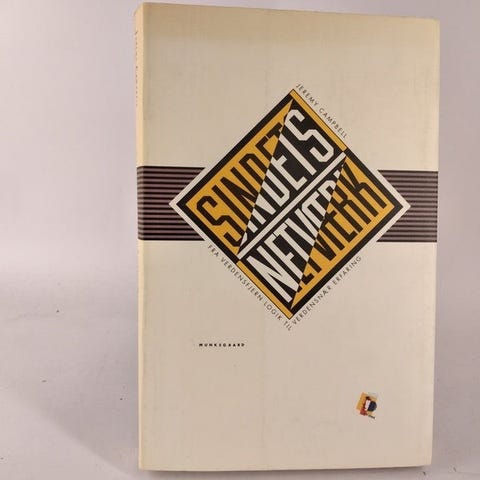 JEREMY CAMPBELL
SINDETS
NETVÆRK
FRA VERDENSFJERN LOGIK TIL
VERDENSNÆR ERFARING
MUNKSGAARD